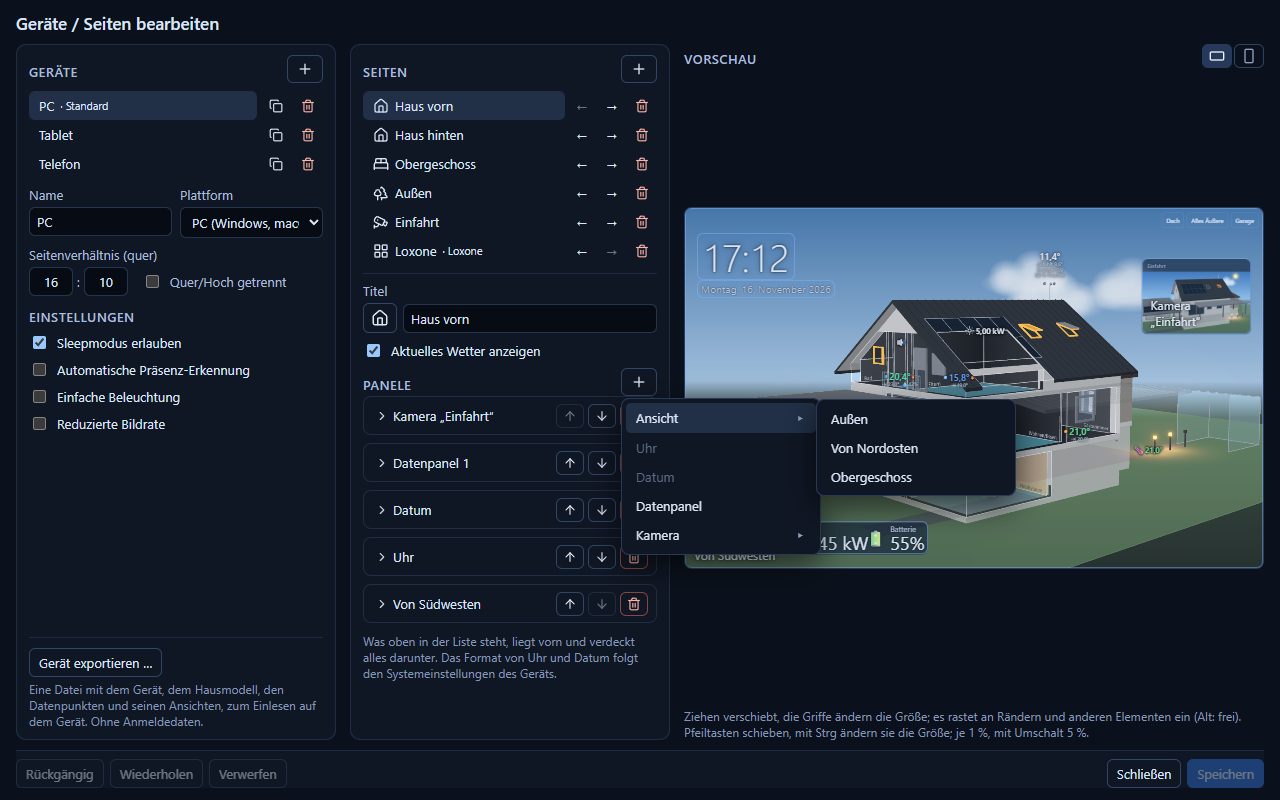 Geräte / Seiten bearbeiten
GERÄTE
PC · Standard
Tablet
Telefon
Name
Plattform
PC
PC (Windows, mac
Seitenverhältnis (quer)
16 : 10
Quer/Hoch getrennt
EINSTELLUNGEN
Sleepmodus erlauben
Automatische Präsenz-Erkennung
Einfache Beleuchtung
Reduzierte Bildrate
Gerät exportieren ...
Eine Datei mit dem Gerät, dem Hausmodell, den
Datenpunkten und seinen Ansichten, zum Einlesen auf
dem Gerät. Ohne Anmeldedaten.
SEITEN
Haus vorn
Haus hinten
Obergeschoss
Außen
Einfahrt
Loxone · Loxone
Titel
Haus vorn
Aktuelles Wetter anzeigen
PANELE
Kamera „Einfahrt“
Datenpanel 1
Datum
Uhr
Von Südwesten
Was oben in der Liste steht, liegt vorn und verdeckt
alles darunter. Das Format von Uhr und Datum folgt
den Systemeinstellungen des Geräts.
Ansicht
Uhr
Datum
Datenpanel
Kamera
Außen
Von Nordosten
Obergeschoss
VORSCHAU
Dach Alles Äußere Garage
17:12
Montag, 16. November 2026
11,4°
Einfahrt
Kamera
„Einfahrt“
5,00 kW
20,4°
15,8°
21,0°
21,0
45 kW
Batterie
55%
Von Südwesten
Ziehen verschiebt, die Griffe ändern die Größe; es rastet an Rändern und anderen Elementen ein (Alt: frei).
Pfeiltasten schieben, mit Strg ändern sie die Größe; je 1 %, mit Umschalt 5 %.
Rückgängig
Wiederholen
Verwerfen
Schließen
Speichern